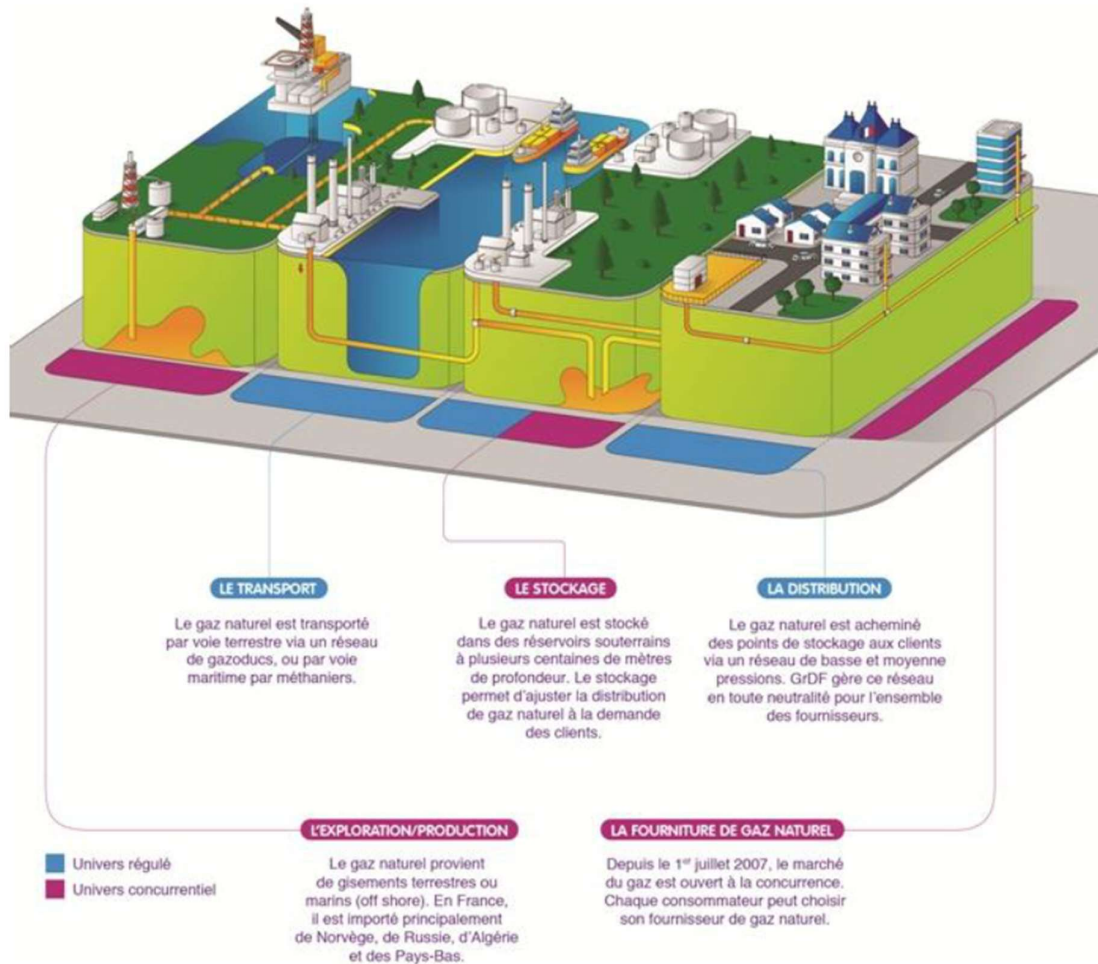 LE TRANSPORT
Le gaz naturel est transporté
par voie terrestre via un réseau
de gazoducs, ou par voie
maritime par méthaniers.
LE STOCKAGE
Le gaz naturel est stocké
dans des réservoirs souterrains
à plusieurs centaines de mètres
de profondeur. Le stockage
permet d'ajuster la distribution
de gaz naturel à la demande
des clients.
LA DISTRIBUTION
Le gaz naturel est acheminé
des points de stockage aux clients
via un réseau de basse et moyenne
pressions. GrDF gère ce réseau
en toute neutralité pour l'ensemble
des fournisseurs.
Univers régulé
Univers concurrentiel
L'EXPLORATION/PRODUCTION
Le gaz naturel provient
de gisements terrestres ou
marins (off shore). En France,
il est importé principalement
de Norvège, de Russie, d'Algérie
et des Pays-Bas.
LA FOURNITURE DE GAZ NATUREL
Depuis le 1er juillet 2007, le marché
du gaz est ouvert à la concurrence.
Chaque consommateur peut choisir
son fournisseur de gaz naturel.